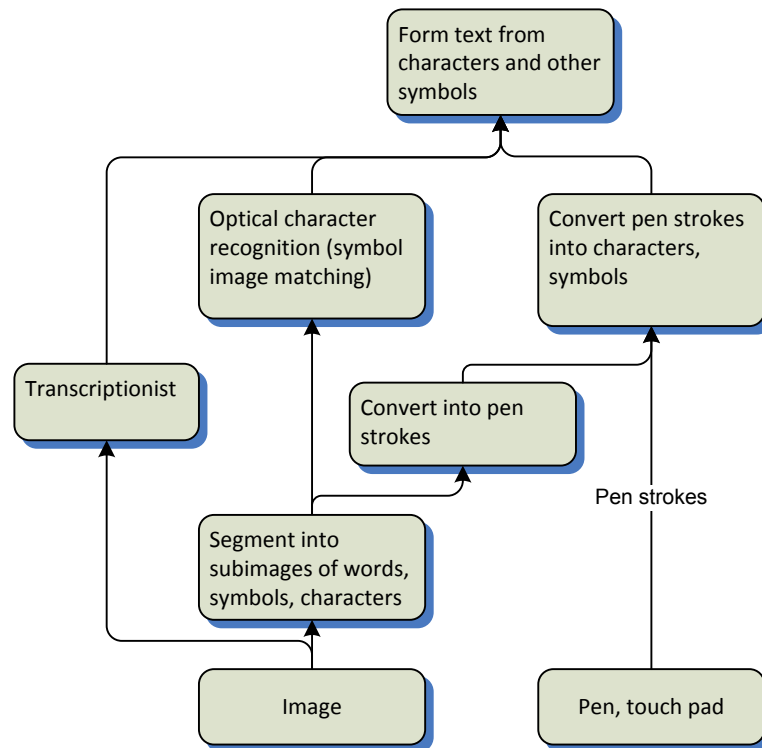 Form text from
characters and other
symbols
Optical character
recognition (symbol
image matching)
Convert pen strokes
into characters,
symbols
Transcriptionist
Convert into pen
strokes
Pen strokes
Segment into
subimages of words,
symbols, characters
Image
Pen, touch pad